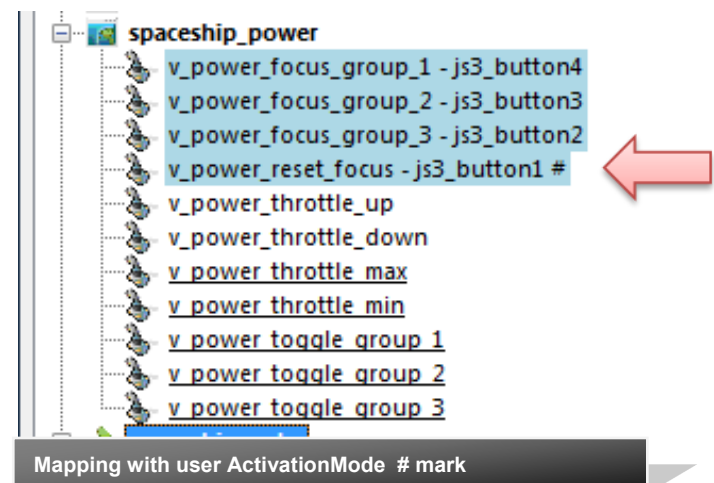 spaceship_power
v_power_focus_group_1 - js3_button4
v_power_focus_group_2 - js3_button3
v_power_focus_group_3 - js3_button2
v_power_reset_focus - js3_button1 #
v_power_throttle_up
v_power_throttle_down
v_power_throttle_max
v_power_throttle_min
v_power_toggle_group_1
v_power_toggle_group_2
v_power_toggle_group_3
Mapping with user ActivationMode # mark